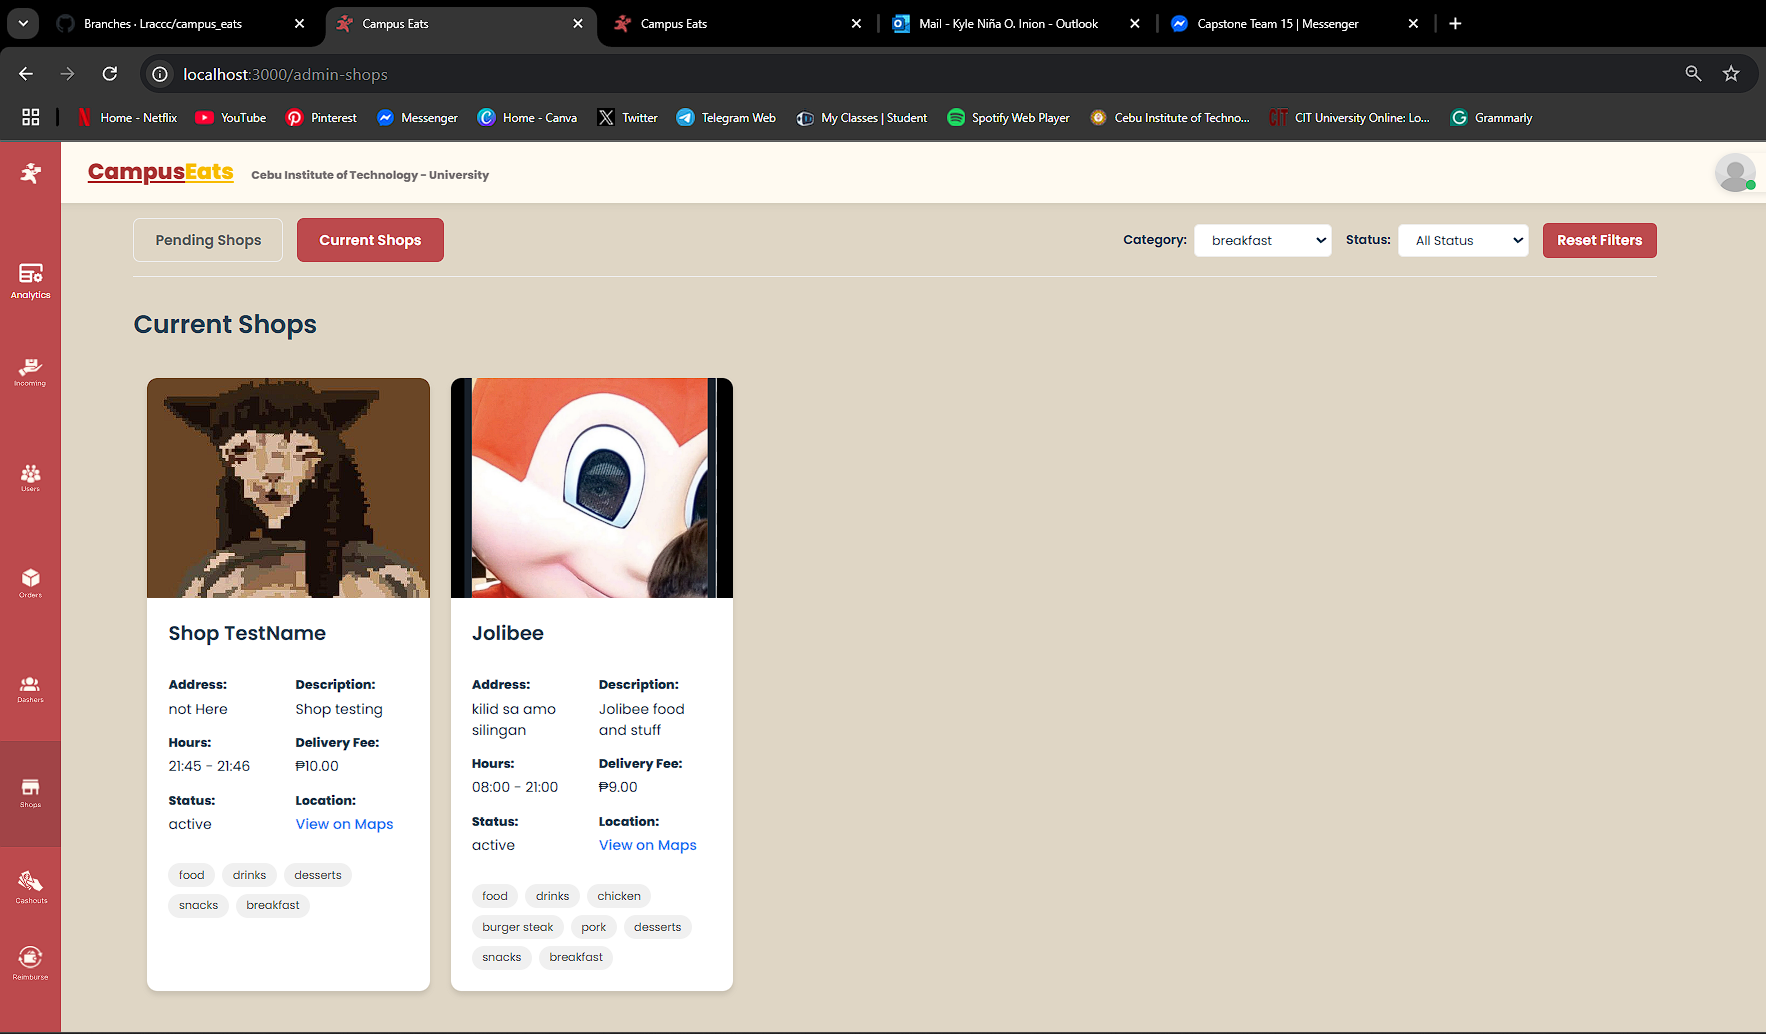 Branches · Lraccc/campus_eats
Campus Eats
Campus Eats
Mail - Kyle Niña O. Inion - Outlook
Capstone Team 15 | Messenger
localhost:3000/admin-shops
Home - Netflix
YouTube
Pinterest
Messenger
Home - Canva
Twitter
Telegram Web
My Classes | Student
Spotify Web Player
Cebu Institute of Techno...
CIT University Online: Lo...
Grammarly
CampusEats
Cebu Institute of Technology - University
Analytics
Incoming
Users
Orders
Dashers
Shops
Cashouts
Reimburse
Pending Shops
Current Shops
Category:
breakfast
Status:
All Status
Reset Filters
Current Shops
Shop TestName
Address:
not Here
Description:
Shop testing
Hours:
21:45 - 21:46
Delivery Fee:
₱10.00
Status:
active
Location:
View on Maps
food
drinks
desserts
snacks
breakfast
Jolibee
Address:
kilid sa amo
silingan
Description:
Jolibee food
and stuff
Hours:
08:00 - 21:00
Delivery Fee:
₱9.00
Status:
active
Location:
View on Maps
food
drinks
chicken
burger steak
pork
desserts
snacks
breakfast